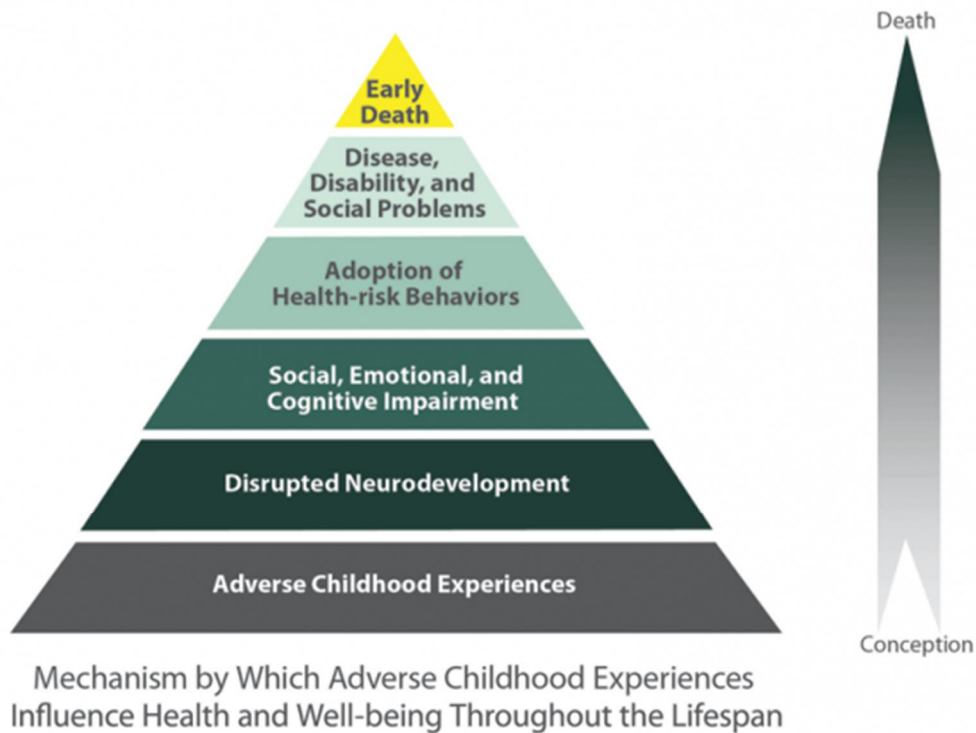 Death
Early
Death
Disease,
Disability, and
Social Problems
Adoption of
Health-risk Behaviors
Social, Emotional, and
Cognitive Impairment
Disrupted Neurodevelopment
Adverse Childhood Experiences
Conception
Mechanism by Which Adverse Childhood Experiences
Influence Health and Well-being Throughout the Lifespan